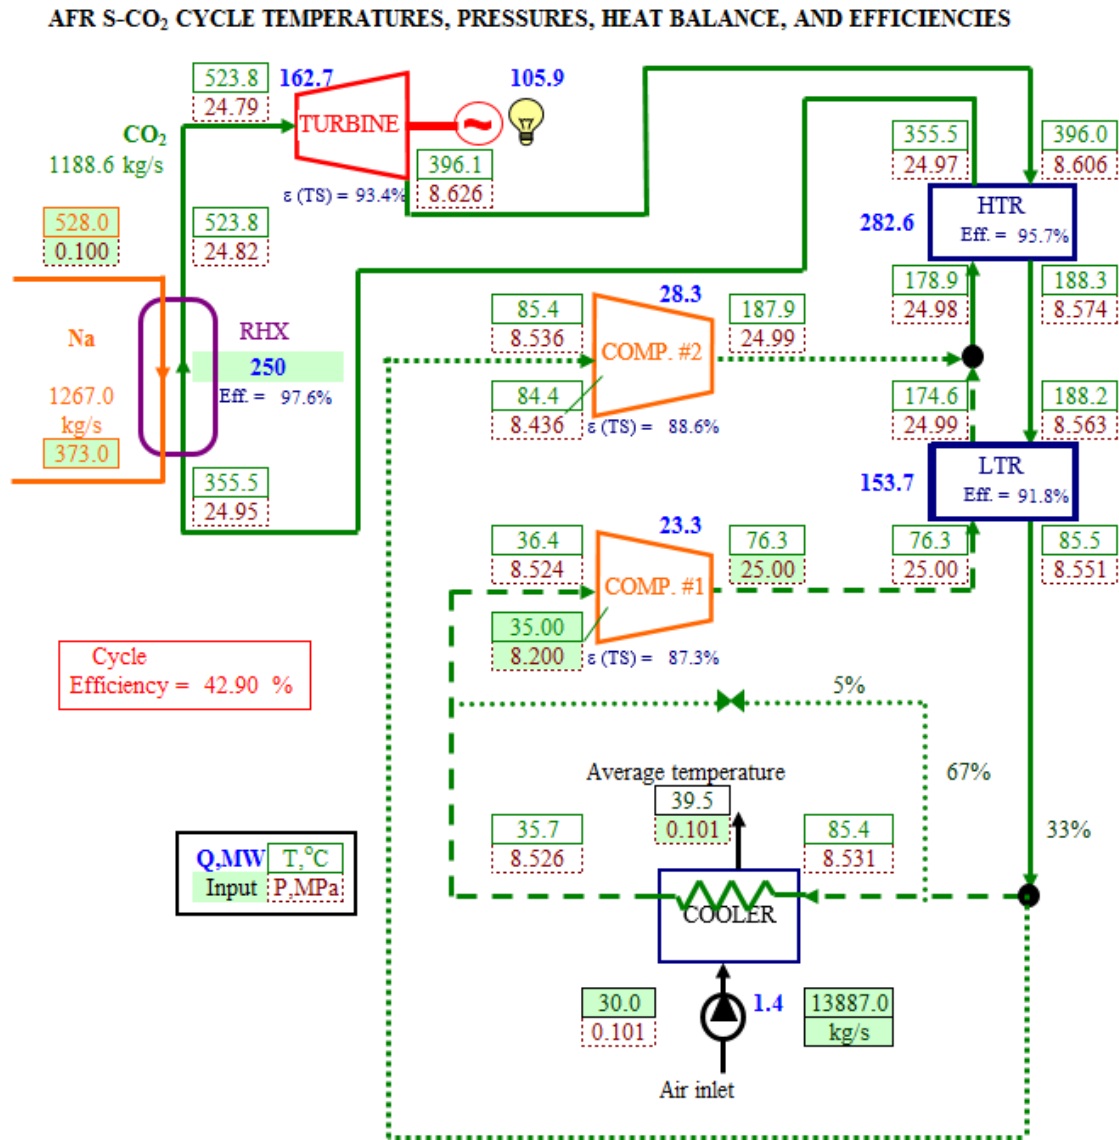 AFR S-CO₂ CYCLE TEMPERATURES, PRESSURES, HEAT BALANCE, AND EFFICIENCIES
523.8
24.79
162.7
TURBINE
~
105.9
ε (TS) = 93.4%
396.1
8.626
355.5
24.97
396.0
8.606
CO₂
1188.6 kg/s
528.0
0.100
523.8
24.82
HTR
Eff. = 95.7%
282.6
Na
1267.0
kg/s
373.0
RHX
250
Eff. = 97.6%
355.5
24.95
85.4
8.536
84.4
8.436
28.3
COMP. #2
ε (TS) = 88.6%
187.9
24.99
178.9
24.98
188.3
8.574
174.6
24.99
188.2
8.563
LTR
Eff. = 91.8%
153.7
36.4
8.524
35.00
8.200
23.3
COMP. #1
ε (TS) = 87.3%
76.3
25.00
76.3
25.00
85.5
8.551
Cycle
Efficiency = 42.90 %
5%
67%
33%
Average temperature
39.5
0.101
35.7
8.526
85.4
8.531
COOLER
Q,MW T,°C
Input P,MPa
30.0
0.101
1.4
13887.0
kg/s
Air inlet